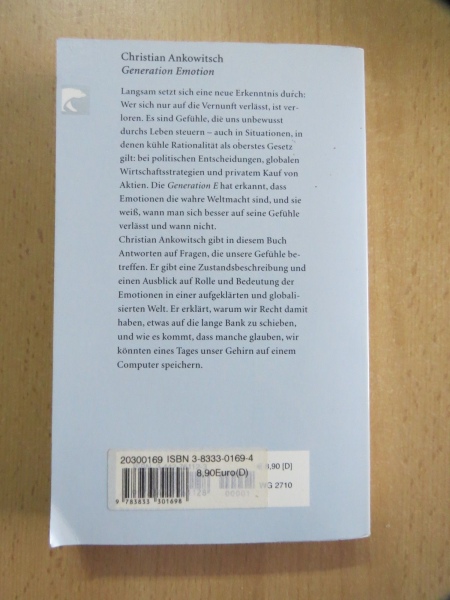 Christian Ankowitsch
Generation Emotion
Langsam setzt sich eine neue Erkenntnis durch:
Wer sich nur auf die Vernunft verlässt, ist ver-
loren. Es sind Gefühle, die uns unbewusst
durchs Leben steuern – auch in Situationen, in
denen kühle Rationalität als oberstes Gesetz
gilt: bei politischen Entscheidungen, globalen
Wirtschaftsstrategien und privatem Kauf von
Aktien. Die Generation E hat erkannt, dass
Emotionen die wahre Weltmacht sind, und sie
weiß, wann man sich besser auf seine Gefühle
verlässt und wann nicht.
Christian Ankowitsch gibt in diesem Buch
Antworten auf Fragen, die unsere Gefühle be-
treffen. Er gibt eine Zustandsbeschreibung und
einen Ausblick auf Rolle und Bedeutung der
Emotionen in einer aufgeklärten und globali-
sierten Welt. Er erklärt, warum wir Recht damit
haben, etwas auf die lange Bank zu schieben,
und wie es kommt, dass manche glauben, wir
könnten eines Tages unser Gehirn auf einem
Computer speichern.
20300169 ISBN 3-8333-0169-4
8,90Euro(D)
,90 [D]
2710
9 783833 301698